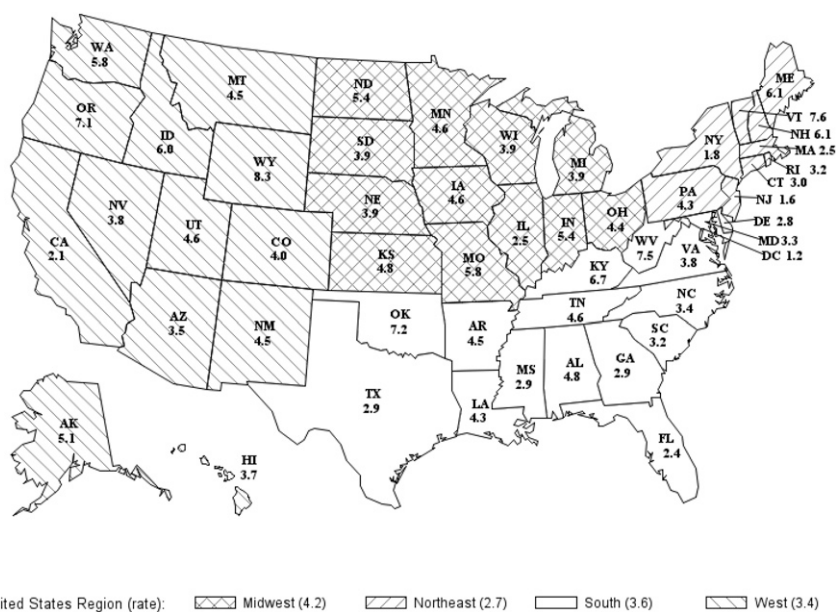 WA
5.8
MT
4.5
ND
5.4
MN
4.6
ME
6.1
OR
7.1
ID
6.0
SD
3.9
WI
3.9
MI
3.9
NY
1.8
VT 7.6
NH 6.1
MA 2.5
RI 3.2
CT 3.0
NJ 1.6
WY
8.3
NE
3.9
IA
4.6
PA
4.3
DE 2.8
MD 3.3
DC 1.2
NV
3.8
UT
4.6
CO
4.0
KS
4.8
MO
5.8
IL
2.5
IN
5.4
OH
4.4
WV
7.5
VA
3.8
CA
2.1
KY
6.7
AZ
3.5
NM
4.5
OK
7.2
AR
4.5
TN
4.6
NC
3.4
SC
3.2
MS
2.9
AL
4.8
GA
2.9
TX
2.9
LA
4.3
FL
2.4
AK
5.1
HI
3.7
ited States Region (rate): Midwest (4.2) Northeast (2.7) South (3.6) West (3.4)